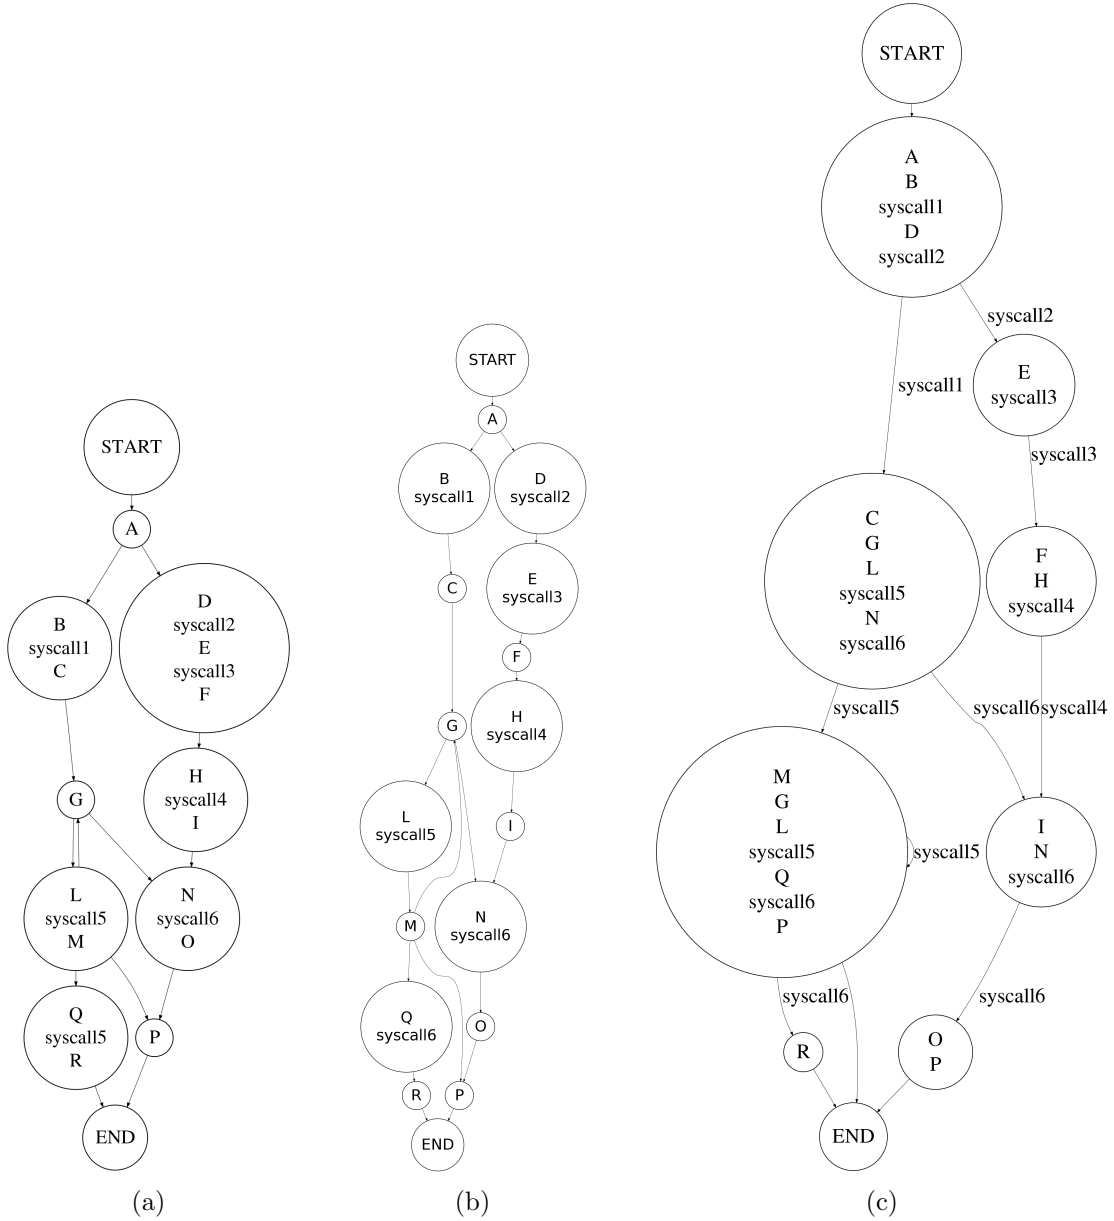 START
A
B
syscall1
C
D
syscall2
E
syscall3
F
G
H
syscall4
I
L
syscall5
M
N
syscall6
O
Q
syscall5
R
P
END
(a)
START
A
B
syscall1
D
syscall2
C
E
syscall3
F
G
H
syscall4
L
syscall5
I
M
N
syscall6
Q
syscall6
O
R
P
END
(b)
START
A
B
syscall1
D
syscall2
syscall2
syscall1
E
syscall3
syscall3
C
G
L
syscall5
N
syscall6
F
H
syscall4
syscall5
syscall6
syscall4
M
G
L
syscall5
Q
syscall6
P
syscall5
I
N
syscall6
syscall6
syscall6
R
O
P
END
(c)